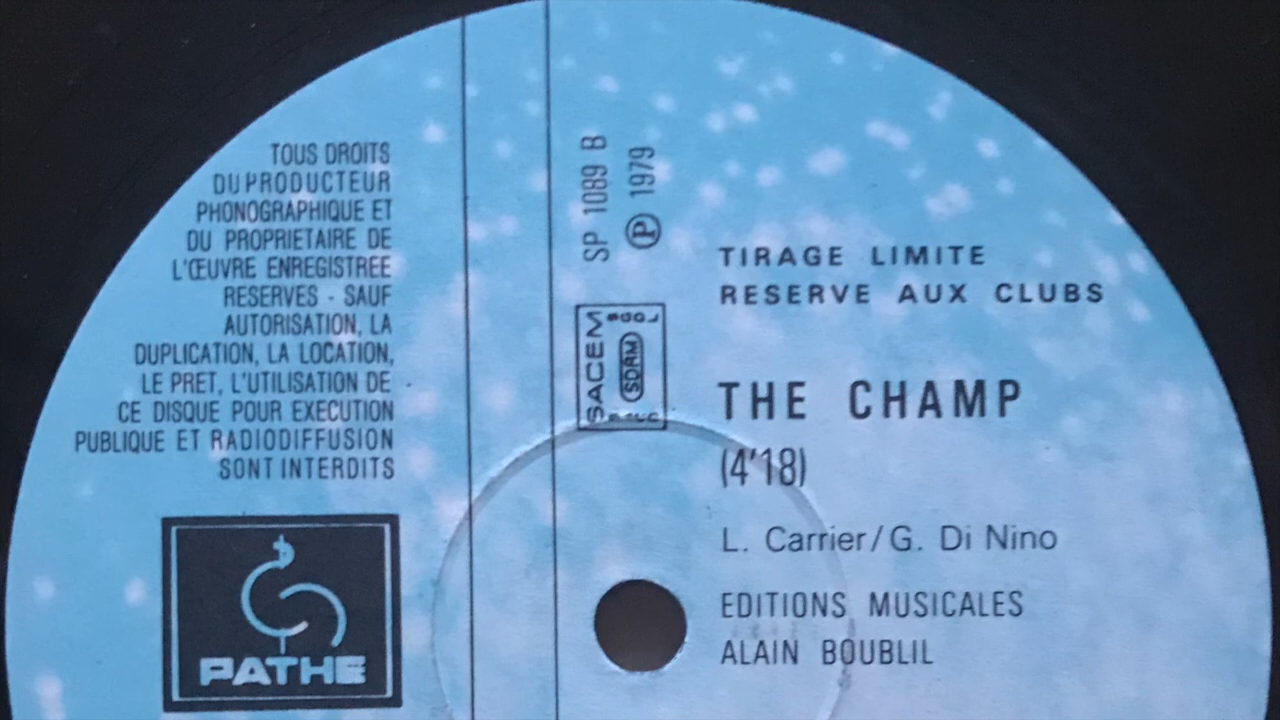 TOUS DROITS
DU PRODUCTEUR
PHONOGRAPHIQUE ET
DU PROPRIETAIRE DE
L'ŒUVRE ENREGISTREE
RESERVES - SAUF
AUTORISATION, LA
DUPLICATION, LA LOCATION,
LE PRET, L'UTILISATION DE
CE DISQUE POUR EXECUTION
PUBLIQUE ET RADIODIFFUSION
SONT INTERDITS
PATHE
SP 1089 B
Ⓟ 1979
SACEM
SDRM
TIRAGE LIMITE
RESERVE AUX CLUBS
THE CHAMP
(4'18)
L. Carrier/G. Di Nino
EDITIONS MUSICALES
ALAIN BOUBLIL